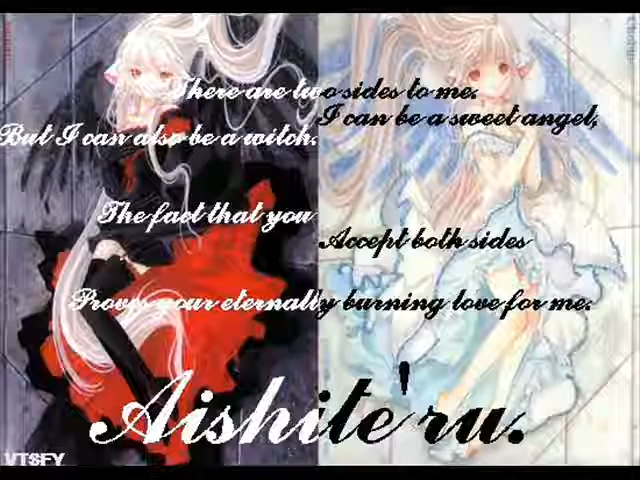 There are two sides to me.
I can be a sweet angel,
But I can also be a witch.
The fact that you
Accept both sides
Proves your eternally burning love for me.
Aishite'ru.
VTSFY